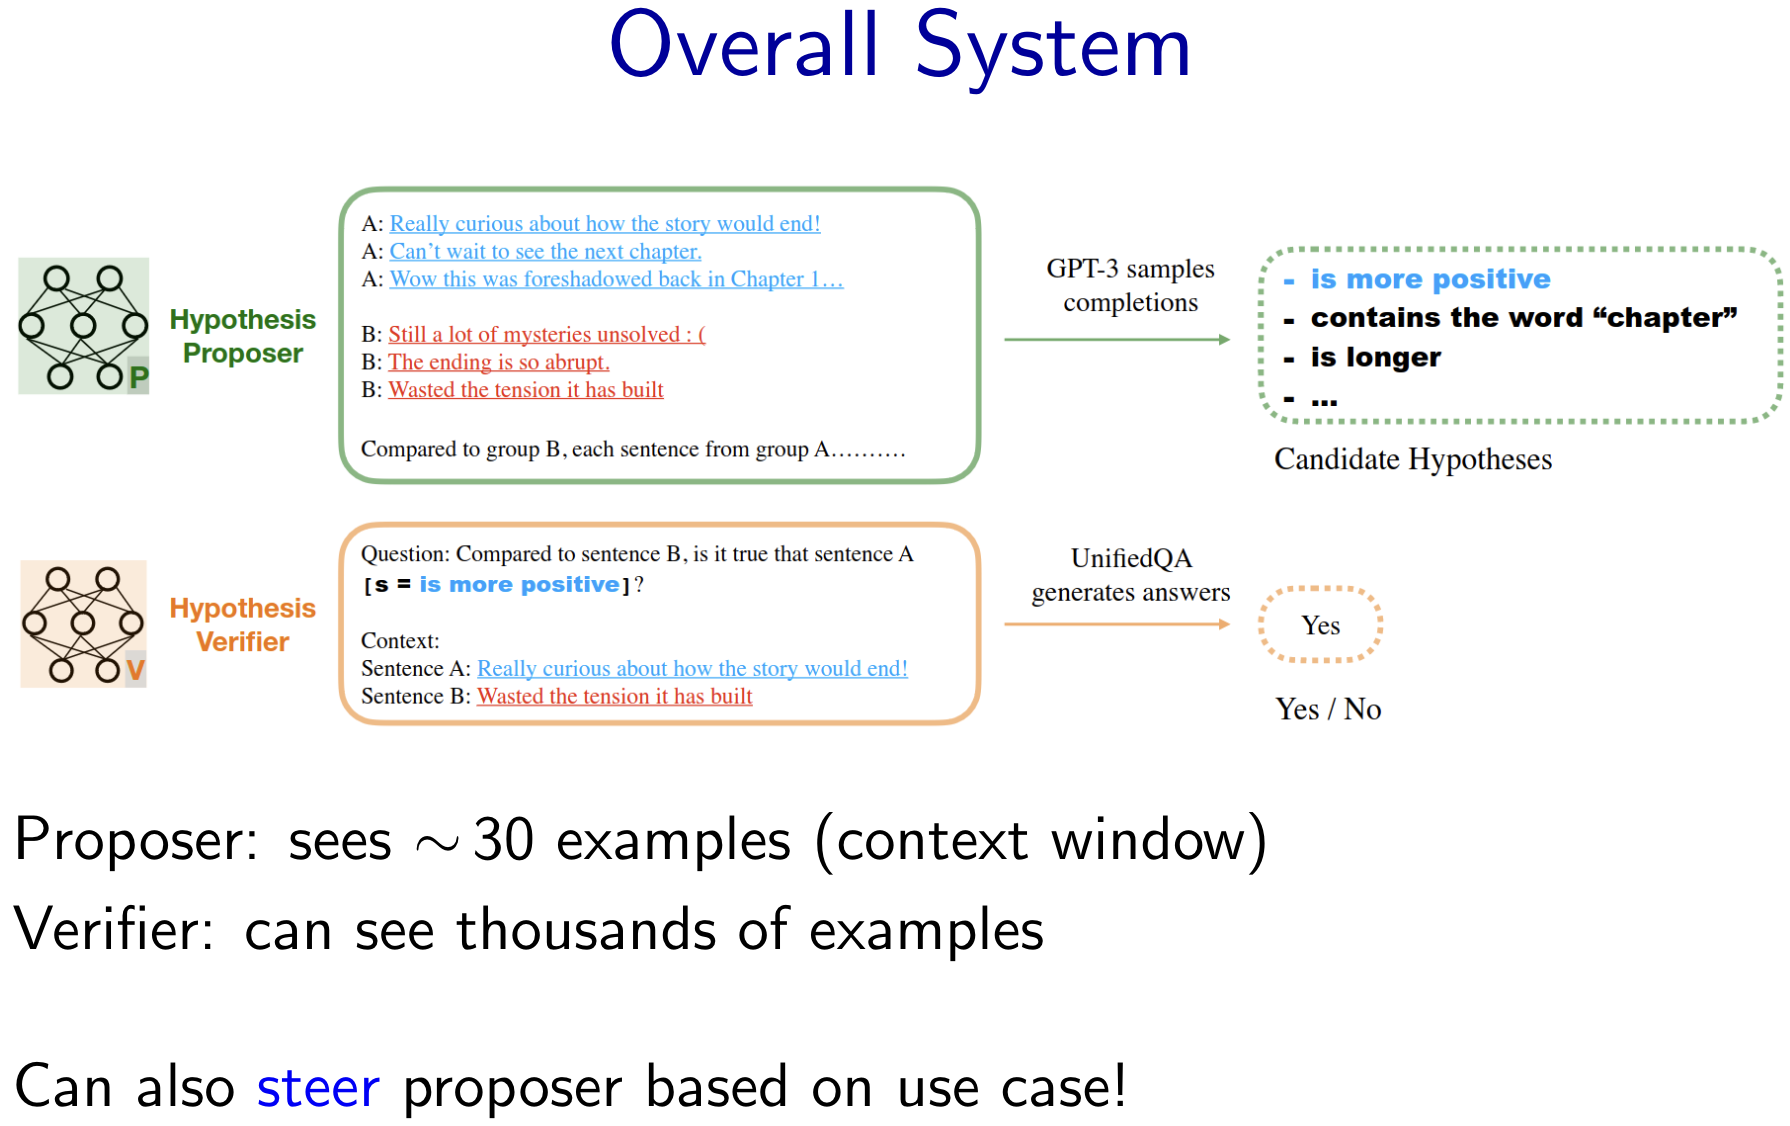 Overall System
A: Really curious about how the story would end!
A: Can't wait to see the next chapter.
A: Wow this was foreshadowed back in Chapter 1…
B: Still a lot of mysteries unsolved : (
B: The ending is so abrupt.
B: Wasted the tension it has built
Compared to group B, each sentence from group A……….
P
Hypothesis
Proposer
GPT-3 samples
completions
- is more positive
- contains the word “chapter”
- is longer
- ...
Candidate Hypotheses
V
Hypothesis
Verifier
Question: Compared to sentence B, is it true that sentence A
[s = is more positive]?
Context:
Sentence A: Really curious about how the story would end!
Sentence B: Wasted the tension it has built
UnifiedQA
generates answers
Yes
Yes / No
Proposer: sees ∼30 examples (context window)
Verifier: can see thousands of examples
Can also steer proposer based on use case!